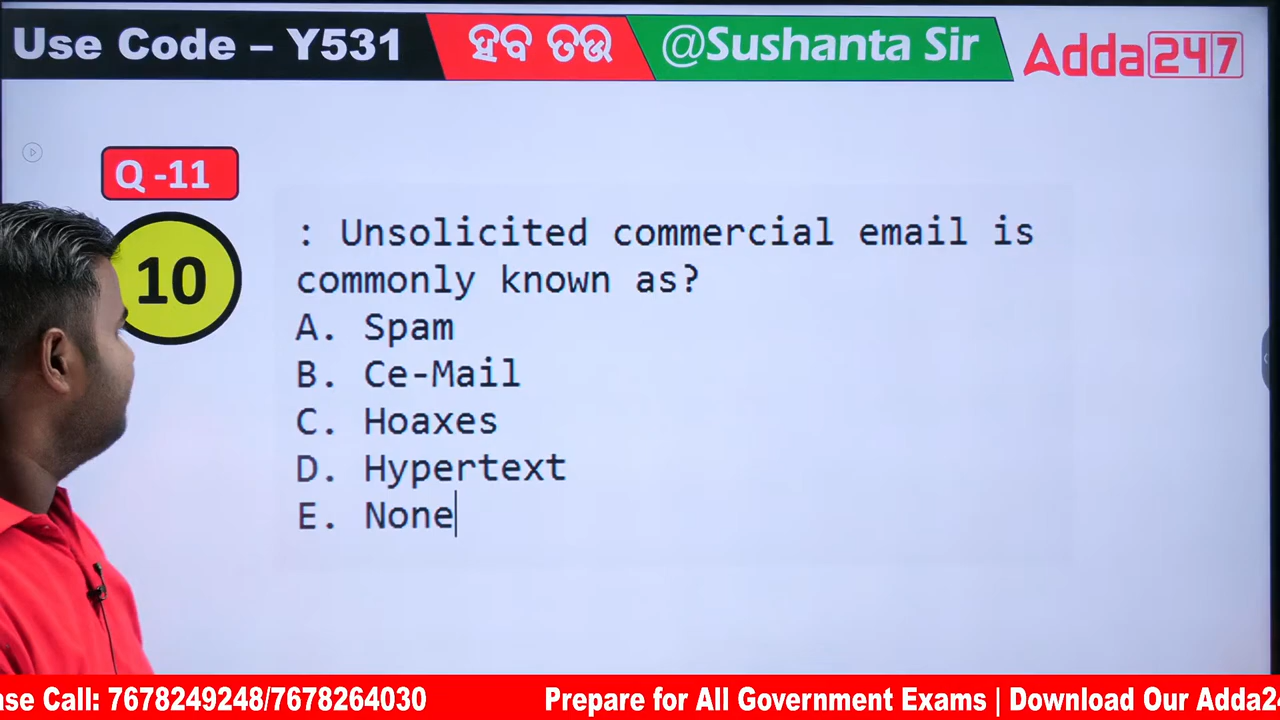 Use Code – Y531
ହବ ତଉ
@Sushanta Sir
Adda247
Q -11
10
: Unsolicited commercial email is
commonly known as?
A. Spam
B. Ce-Mail
C. Hoaxes
D. Hypertext
E. None
ase Call: 7678249248/7678264030
Prepare for All Government Exams | Download Our Adda2